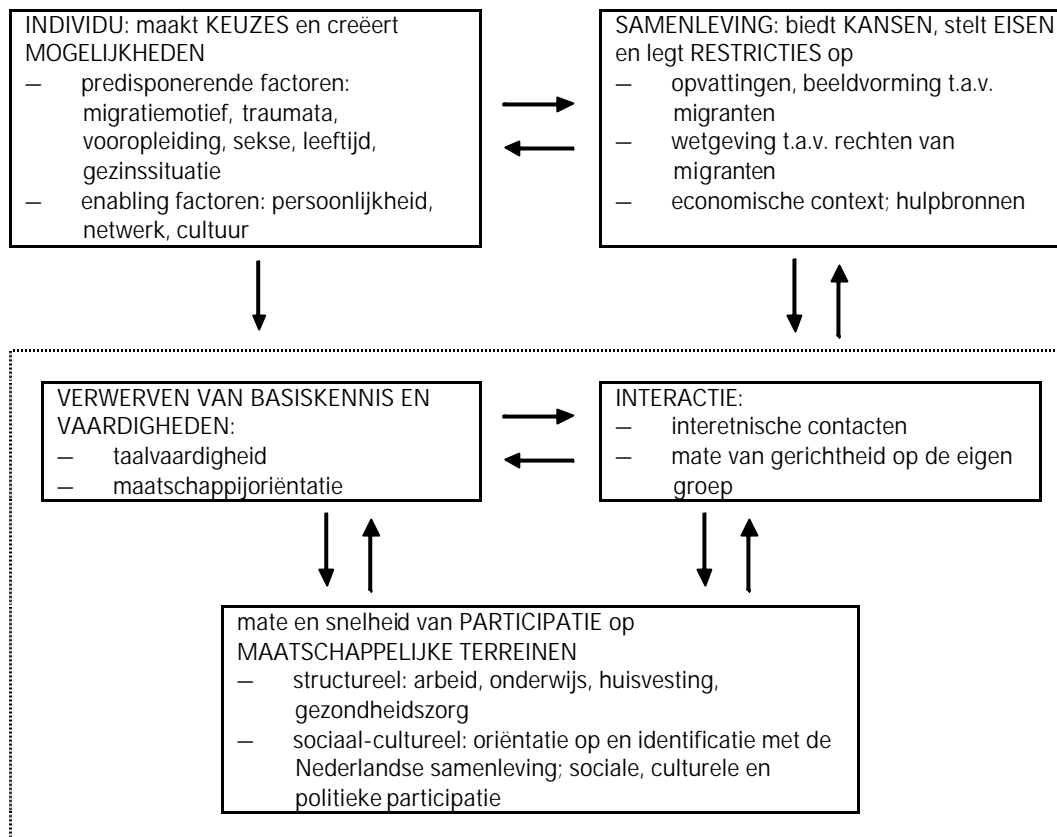 INDIVIDU: maakt KEUZES en creëert
MOGELIJKHEDEN
— predisponerende factoren:
migratiemotief, traumata,
vooropleiding, sekse, leeftijd,
gezinssituatie
— enabling factoren: persoonlijkheid,
netwerk, cultuur
SAMENLEVING: biedt KANSEN, stelt EISEN
en legt RESTRICTIES op
— opvattingen, beeldvorming t.a.v.
migranten
— wetgeving t.a.v. rechten van
migranten
— economische context; hulpbronnen
VERWERVEN VAN BASISKENNIS EN
VAARDIGHEDEN:
— taalvaardigheid
— maatschappijoriëntatie
INTERACTIE:
— interetnische contacten
— mate van gerichtheid op de eigen
groep
mate en snelheid van PARTICIPATIE op
MAATSCHAPPELIJKE TERREINEN
— structureel: arbeid, onderwijs, huisvesting,
gezondheidszorg
— sociaal-cultureel: oriëntatie op en identificatie met de
Nederlandse samenleving; sociale, culturele en
politieke participatie